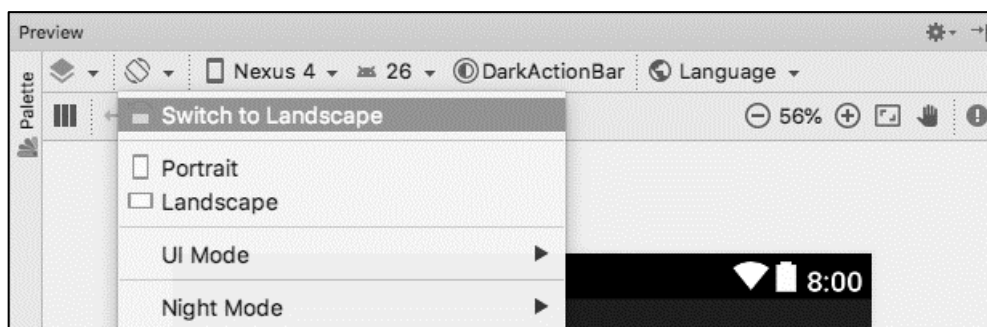 Preview
Palette
Nexus 4 26 DarkActionBar Language
Switch to Landscape 56%
Portrait
Landscape
UI Mode
8:00
Night Mode